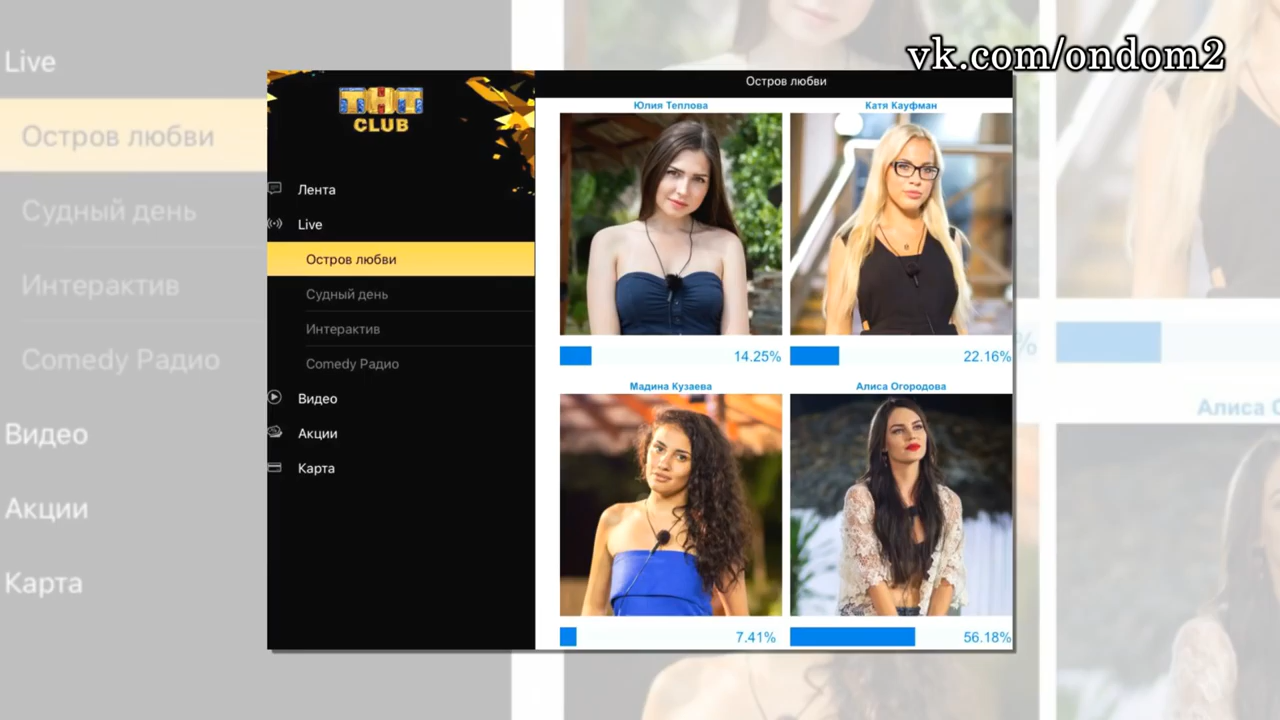 vk.com/ondom2
Live
Остров любви
Судный день
Интерактив
Comedy Радио
Видео
Акции
Карта
ТНТ
CLUB
Лента
Live
Остров любви
Судный день
Интерактив
Comedy Радио
Видео
Акции
Карта
Остров любви
Юлия Теплова
Катя Кауфман
14.25%
22.16%
Мадина Кузаева
Алиса Огородова
7.41%
56.18%
%
Алиса О